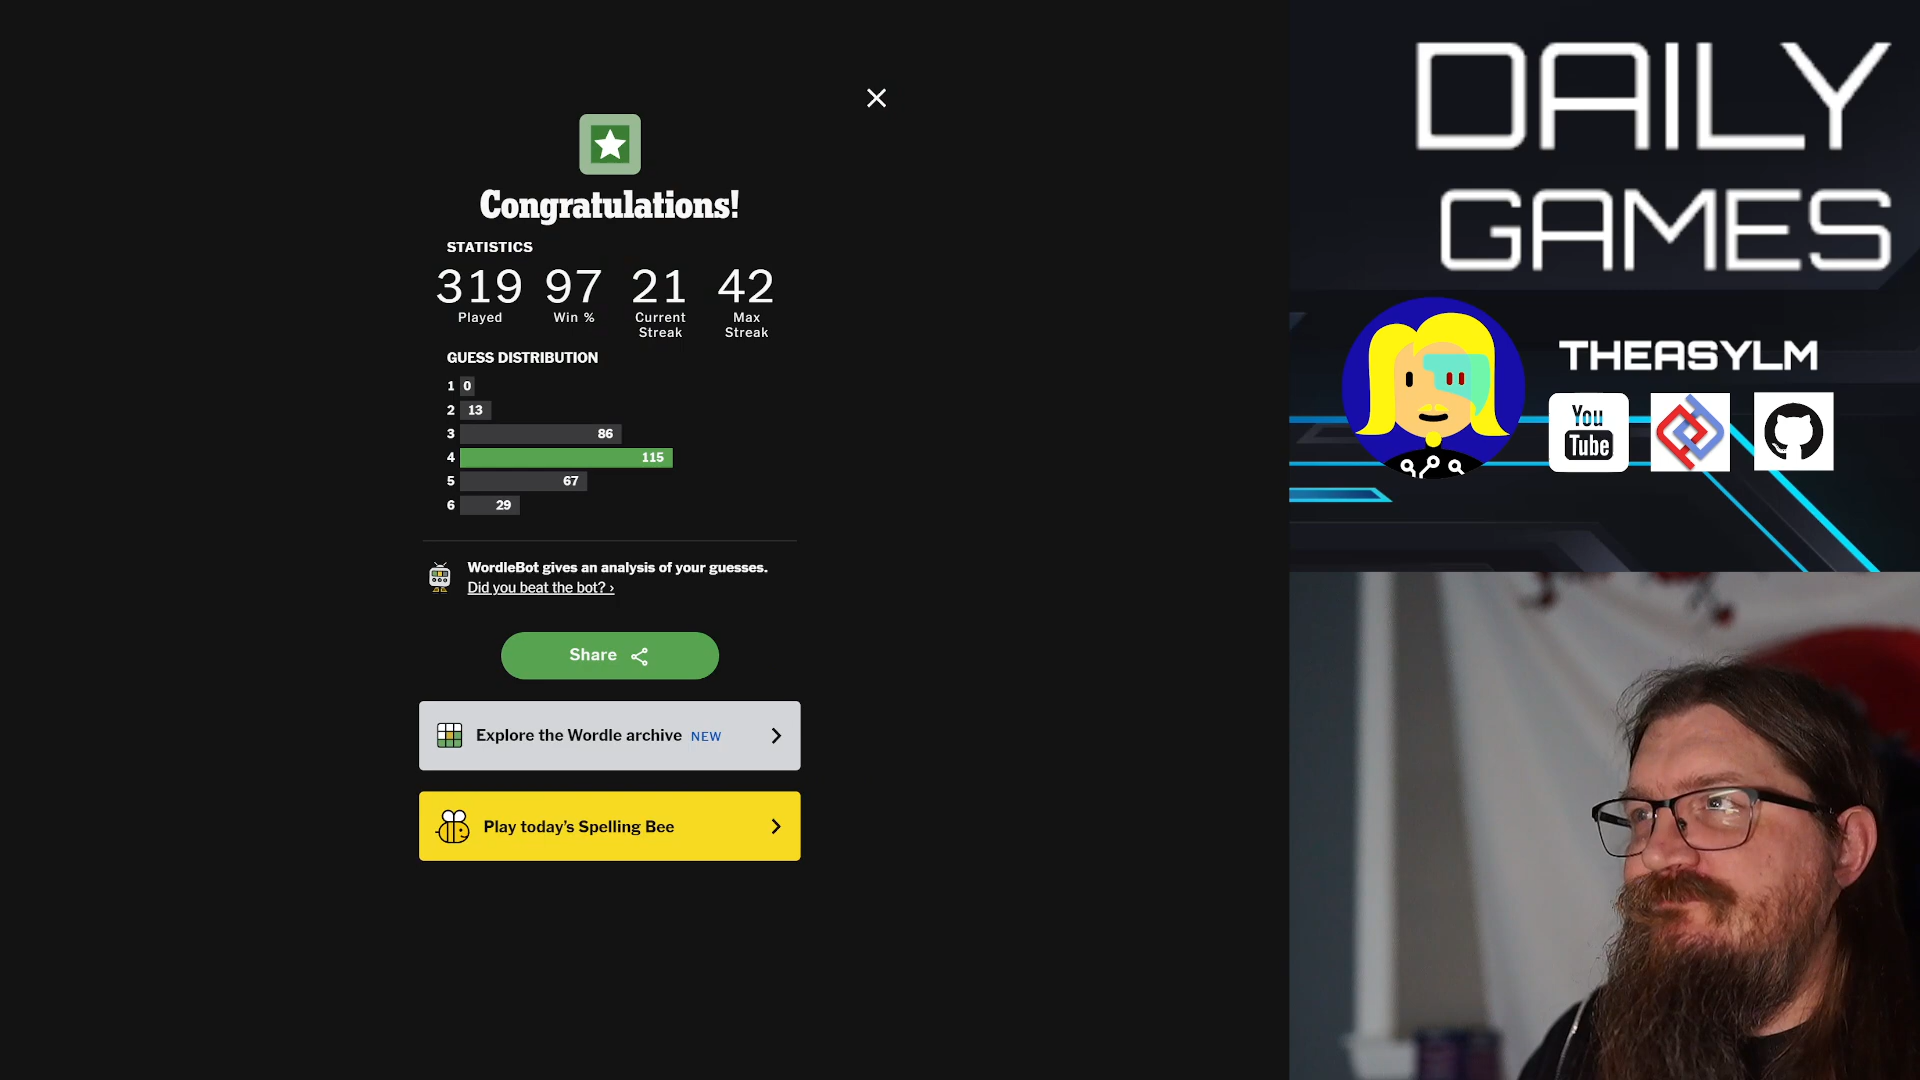 Congratulations!
STATISTICS
319 97 21 42
Played Win % Current Streak Max Streak
GUESS DISTRIBUTION
1 0
2 13
3 86
4 115
5 67
6 29
WordleBot gives an analysis of your guesses.
Did you beat the bot? ›
Share
Explore the Wordle archive NEW
Play today's Spelling Bee
DAILY
GAMES
THEASYLM
You
Tube